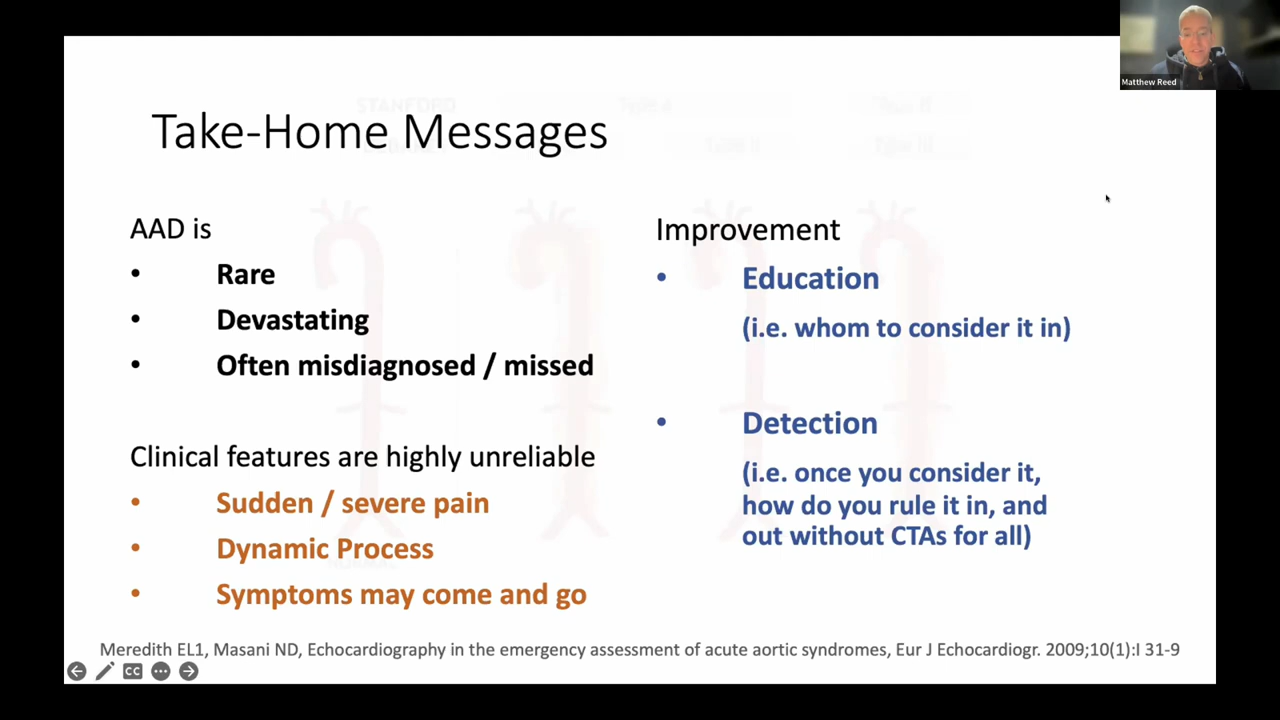 Matthew Reed
STANFORD
Take-Home Messages
AAD is
• Rare
• Devastating
• Often misdiagnosed / missed
Clinical features are highly unreliable
• Sudden / severe pain
• Dynamic Process
• Symptoms may come and go
Improvement
• Education
(i.e. whom to consider it in)
• Detection
(i.e. once you consider it,
how do you rule it in, and
out without CTAs for all)
Meredith EL1, Masani ND, Echocardiography in the emergency assessment of acute aortic syndromes, Eur J Echocardiogr. 2009;10(1):I 31-9
CC